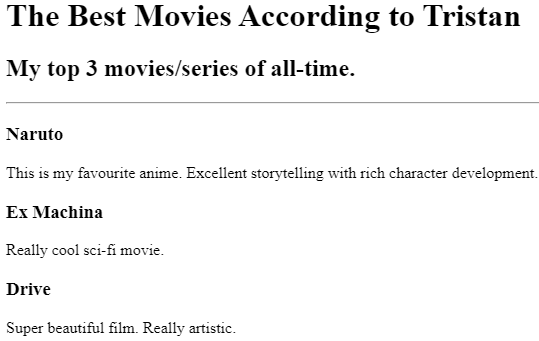 The Best Movies According to Tristan
My top 3 movies/series of all-time.
Naruto
This is my favourite anime. Excellent storytelling with rich character development.
Ex Machina
Really cool sci-fi movie.
Drive
Super beautiful film. Really artistic.